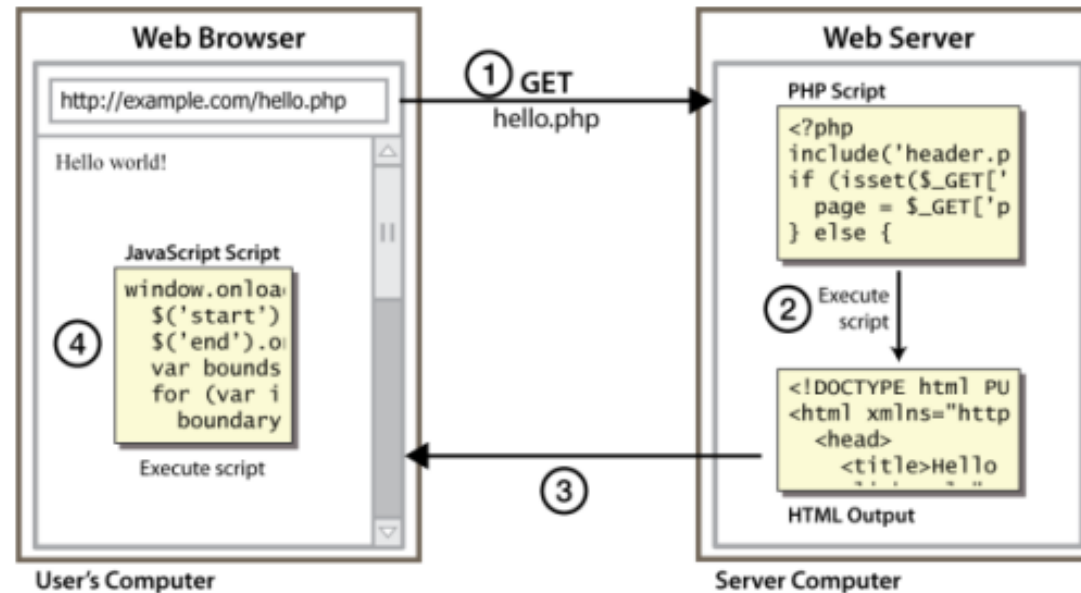 Web Browser
http://example.com/hello.php
Hello world!
JavaScript Script
window.onloa
$('start')
$('end').o
var bounds
for (var i
boundary
4
Execute script
User's Computer
1 GET
hello.php
3
Web Server
PHP Script
<?php
include('header.p
if (isset($_GET['
page = $_GET['p
} else {
2 Execute
script
<!DOCTYPE html PU
<html xmlns="http
<head>
<title>Hello
HTML Output
Server Computer